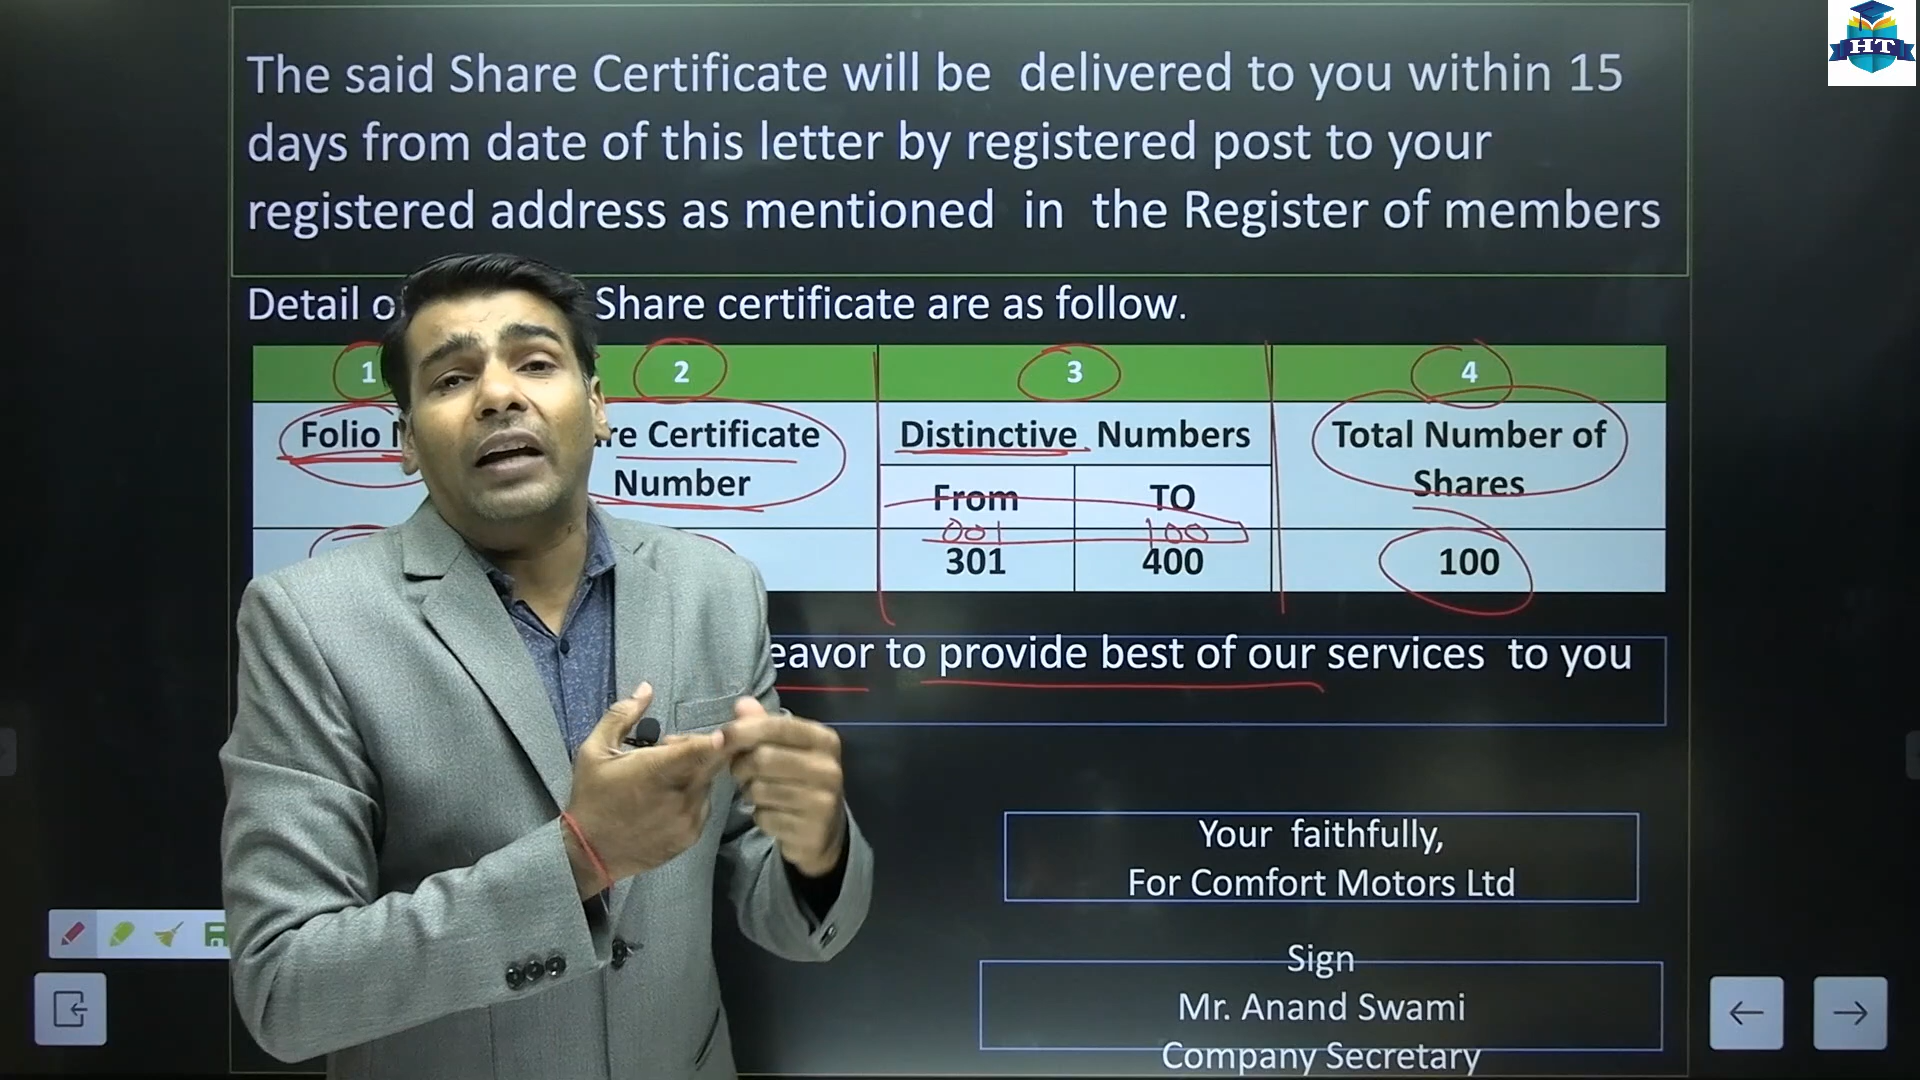 HT
The said Share Certificate will be delivered to you within 15
days from date of this letter by registered post to your
registered address as mentioned in the Register of members
Detail Share certificate are as follow.
1 2 3 4
Folio Certificate Distinctive Numbers Total Number of
Number Shares
From TO
001 100
301 400 100
to provide best of our services to you
Your faithfully,
For Comfort Motors Ltd
Sign
Mr. Anand Swami
Company Secretary